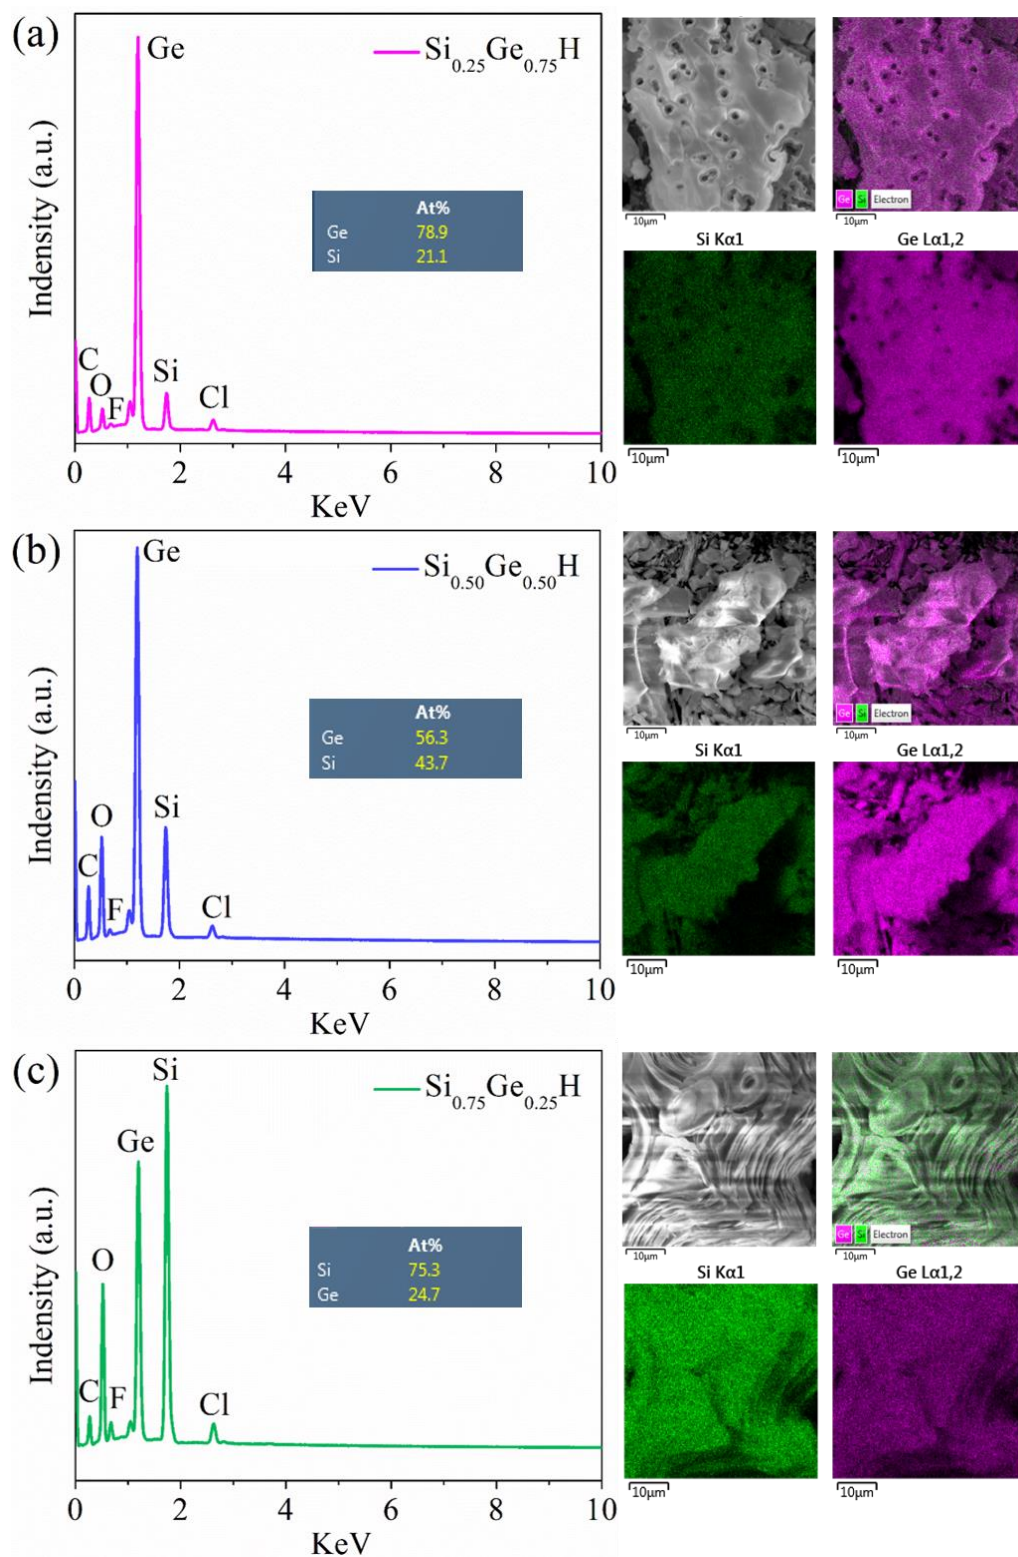 (a)
Si0.25Ge0.75H
Indensity (a.u.)
Ge
C
O
F
Si
Cl
At%
Ge 78.9
Si 21.1
0 2 4 6 8 10
KeV
Ge Si Electron
10μm 10μm
Si Kα1 Ge Lα1,2
10μm 10μm
(b)
Si0.50Ge0.50H
Indensity (a.u.)
Ge
C
O
F
Si
Cl
At%
Ge 56.3
Si 43.7
0 2 4 6 8 10
KeV
Ge Si Electron
10μm 10μm
Si Kα1 Ge Lα1,2
10μm 10μm
(c)
Si0.75Ge0.25H
Indensity (a.u.)
C
O
F
Ge
Si
Cl
At%
Si 75.3
Ge 24.7
0 2 4 6 8 10
KeV
Ge Si Electron
10μm 10μm
Si Kα1 Ge Lα1,2
10μm 10μm